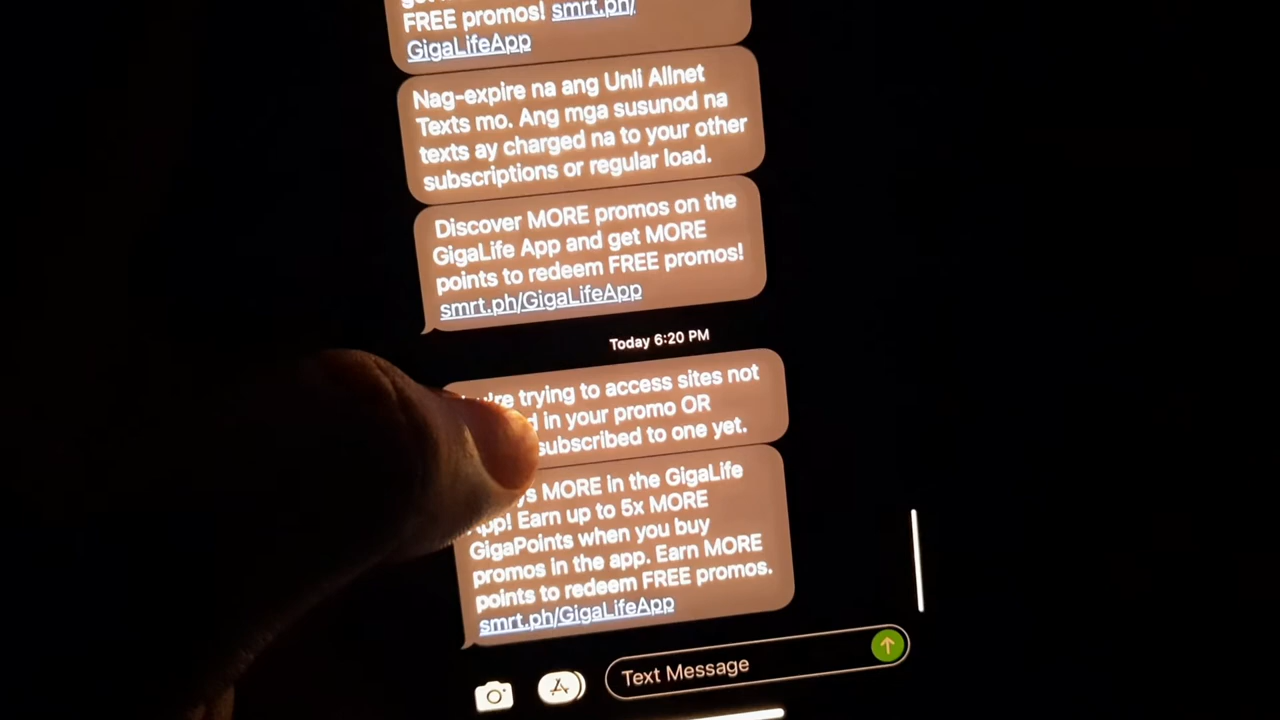 FREE promos! smrt.ph/
GigaLifeApp
Nag-expire na ang Unli Allnet
Texts mo. Ang mga susunod na
texts ay charged na to your other
subscriptions or regular load.
Discover MORE promos on the
GigaLife App and get MORE
points to redeem FREE promos!
smrt.ph/GigaLifeApp
Today 6:20 PM
trying to access sites not
in your promo OR
subscribed to one yet.
MORE in the GigaLife
App! Earn up to 5x MORE
GigaPoints when you buy
promos in the app. Earn MORE
points to redeem FREE promos.
smrt.ph/GigaLifeApp
Text Message